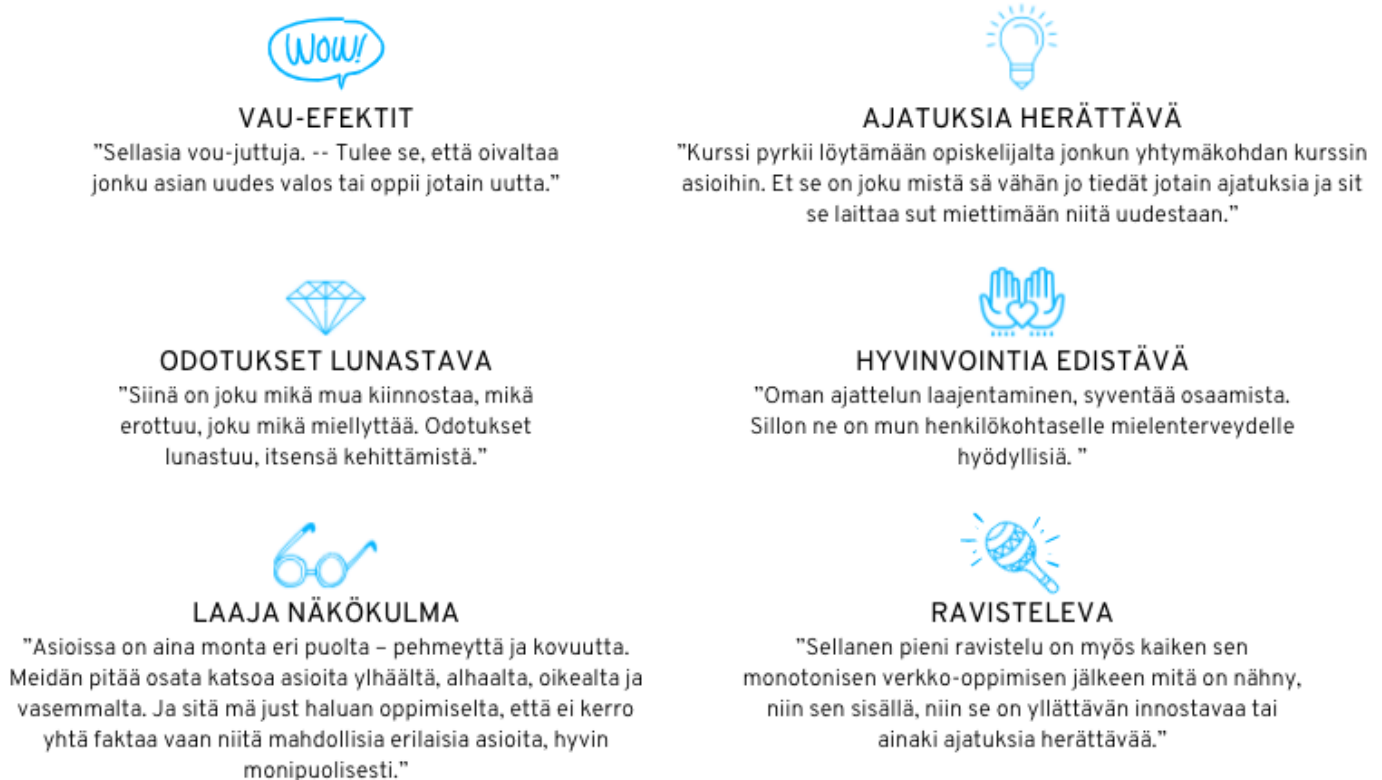 Wow!
VAU-EFEKTIT
"Sellasia vou-juttuja. -- Tulee se, että oivaltaa
jonku asian uudes valos tai oppii jotain uutta."
AJATUKSIA HERÄTTÄVÄ
"Kurssi pyrkii löytämään opiskelijalta jonkun yhtymäkohdan kurssin
asioihin. Et se on joku mistä sä vähän jo tiedät jotain ajatuksia ja sit
se laittaa sut miettimään niitä uudestaan."
ODOTUKSET LUNASTAVA
"Siinä on joku mikä mua kiinnostaa, mikä
erottuu, joku mikä miellyttää. Odotukset
lunastuu, itsensä kehittämistä."
HYVINVOINTIA EDISTÄVÄ
"Oman ajattelun laajentaminen, syventää osaamista.
Sillon ne on mun henkilökohtaselle mielenterveydelle
hyödyllisiä. "
LAAJA NÄKÖKULMA
"Asioissa on aina monta eri puolta – pehmeyttä ja kovuutta.
Meidän pitää osata katsoa asioita ylhäältä, alhaalta, oikealta ja
vasemmalta. Ja sitä mä just haluan oppimiselta, että ei kerro
yhtä faktaa vaan niitä mahdollisia erilaisia asioita, hyvin
monipuolisesti."
RAVISTELEVA
"Sellanen pieni ravistelu on myös kaiken sen
monotonisen verkko-oppimisen jälkeen mitä on nähny,
niin sen sisällä, niin se on yllättävän innostavaa tai
ainaki ajatuksia herättävää."